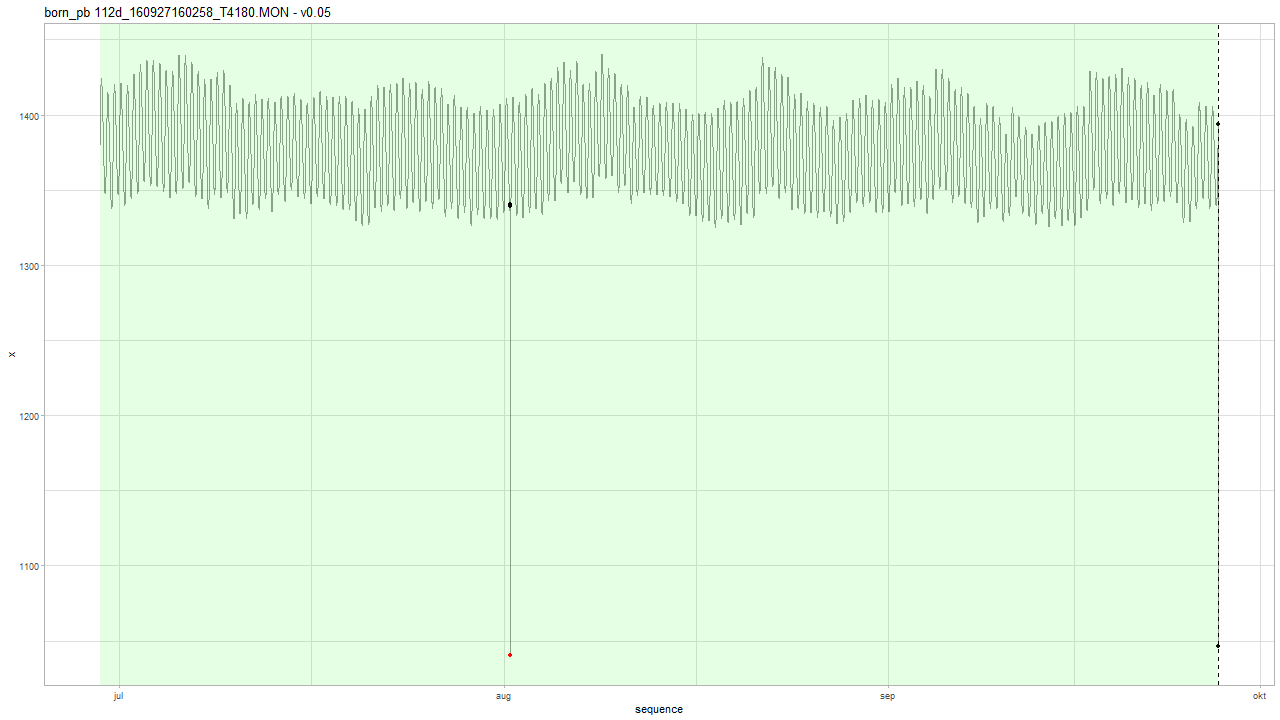 born_pb 112d_160927160258_T4180.MON - v0.05
1400
1300
1200
1100
x
jul
aug
sep
okt
sequence